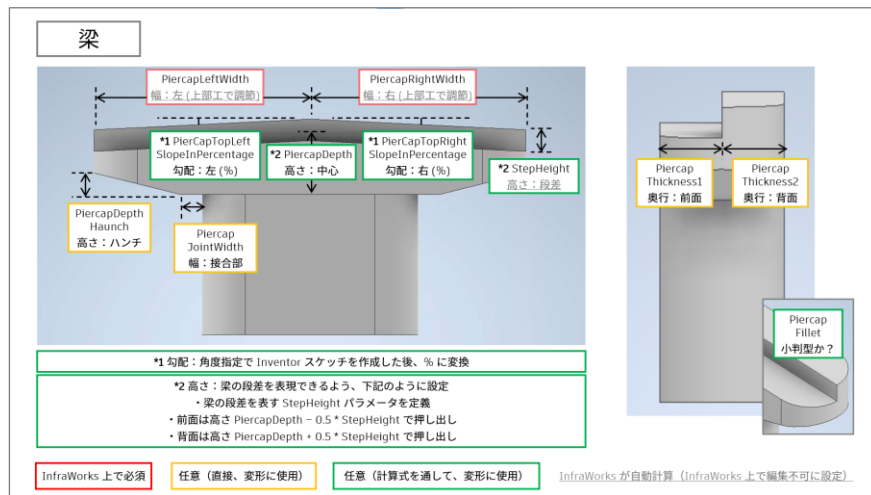 梁
PiercapLeftWidth
幅：左 (上部工で調節)
PiercapRightWidth
幅：右 (上部工で調節)
*1 PierCapTopLeft
SlopeInPercentage
勾配：左 (%)
*2 PiercapDepth
高さ：中心
*1 PierCapTopRight
SlopeInPercentage
勾配：右 (%)
*2 StepHeight
高さ：段差
PiercapDepth
Haunch
高さ：ハンチ
Piercap
JointWidth
幅：接合部
Piercap
Thickness1
奥行：前面
Piercap
Thickness2
奥行：背面
Piercap
Fillet
小判型か？
*1 勾配：角度指定で Inventor スケッチを作成した後、% に変換
*2 高さ：梁の段差を表現できるよう、下記のように設定
・梁の段差を表す StepHeight パラメータを定義
・前面は高さ PiercapDepth − 0.5 * StepHeight で押し出し
・背面は高さ PiercapDepth + 0.5 * StepHeight で押し出し
InfraWorks 上で必須
任意（直接、変形に使用）
任意（計算式を通して、変形に使用）
InfraWorks が自動計算（InfraWorks 上で編集不可に設定）